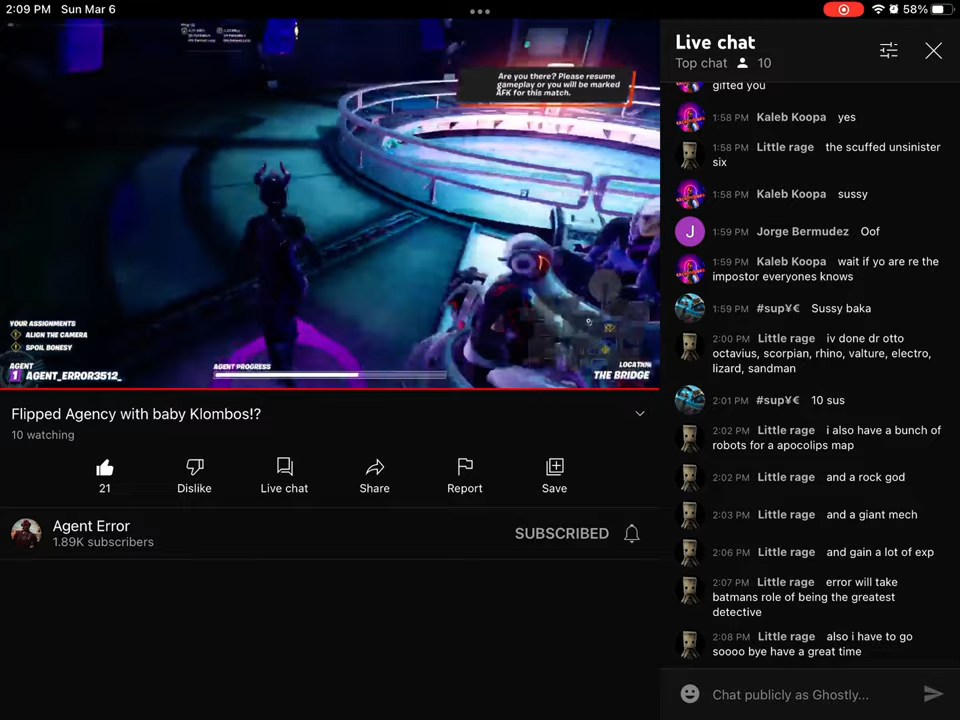 2:09 PM Sun Mar 6
58%
Are you there? Please resume
gameplay or you will be marked
AFK for this match.
YOUR ASSIGNMENTS
ALIGN THE CAMERA
SPOIL BONESY
AGENT
1 AGENT_ERROR3512_
AGENT PROGRESS
LOCATION
THE BRIDGE
Flipped Agency with baby Klombos!?
10 watching
21
Dislike
Live chat
Share
Report
Save
Agent Error
1.89K subscribers
SUBSCRIBED
Live chat
Top chat 10
gifted you
1:58 PM Kaleb Koopa yes
1:58 PM Little rage the scuffed unsinister
six
1:58 PM Kaleb Koopa sussy
J 1:59 PM Jorge Bermudez Oof
1:59 PM Kaleb Koopa wait if yo are re the
impostor everyones knows
1:59 PM #sup¥€ Sussy baka
2:00 PM Little rage iv done dr otto
octavius, scorpian, rhino, valture, electro,
lizard, sandman
2:01 PM #sup¥€ 10 sus
2:02 PM Little rage i also have a bunch of
robots for a apocolips map
2:02 PM Little rage and a rock god
2:03 PM Little rage and a giant mech
2:06 PM Little rage and gain a lot of exp
2:07 PM Little rage error will take
batmans role of being the greatest
detective
2:08 PM Little rage also i have to go
soooo bye have a great time
Chat publicly as Ghostly...